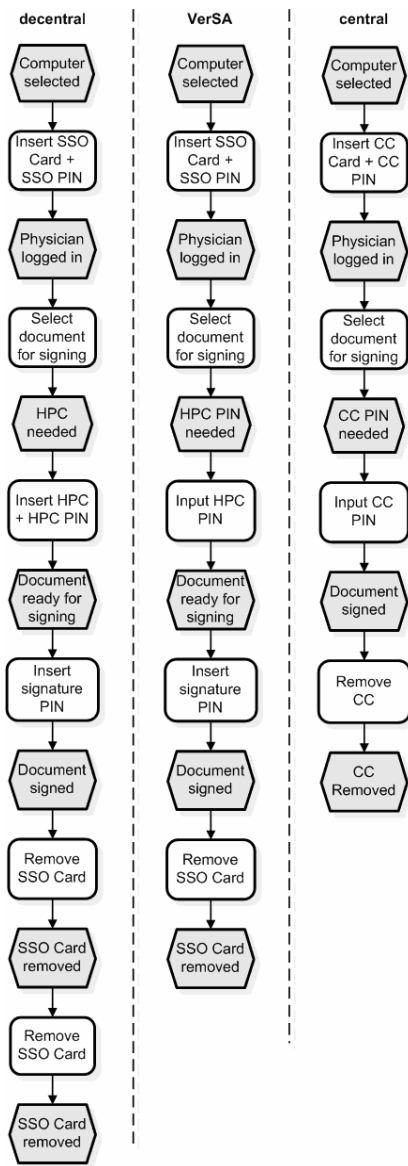 decentral
Computer
selected
Insert SSO
Card +
SSO PIN
Physician
logged in
Select
document
for signing
HPC
needed
Insert HPC
+ HPC PIN
Document
ready for
signing
Insert
signature
PIN
Document
signed
Remove
SSO Card
SSO Card
removed
Remove
SSO Card
SSO Card
removed
VerSA
Computer
selected
Insert SSO
Card +
SSO PIN
Physician
logged in
Select
document
for signing
HPC PIN
needed
Input HPC
PIN
Document
ready for
signing
Insert
signature
PIN
Document
signed
Remove
SSO Card
SSO Card
removed
central
Computer
selected
Insert CC
Card + CC
PIN
Physician
logged in
Select
document
for signing
CC PIN
needed
Input CC
PIN
Document
signed
Remove
CC
CC
Removed